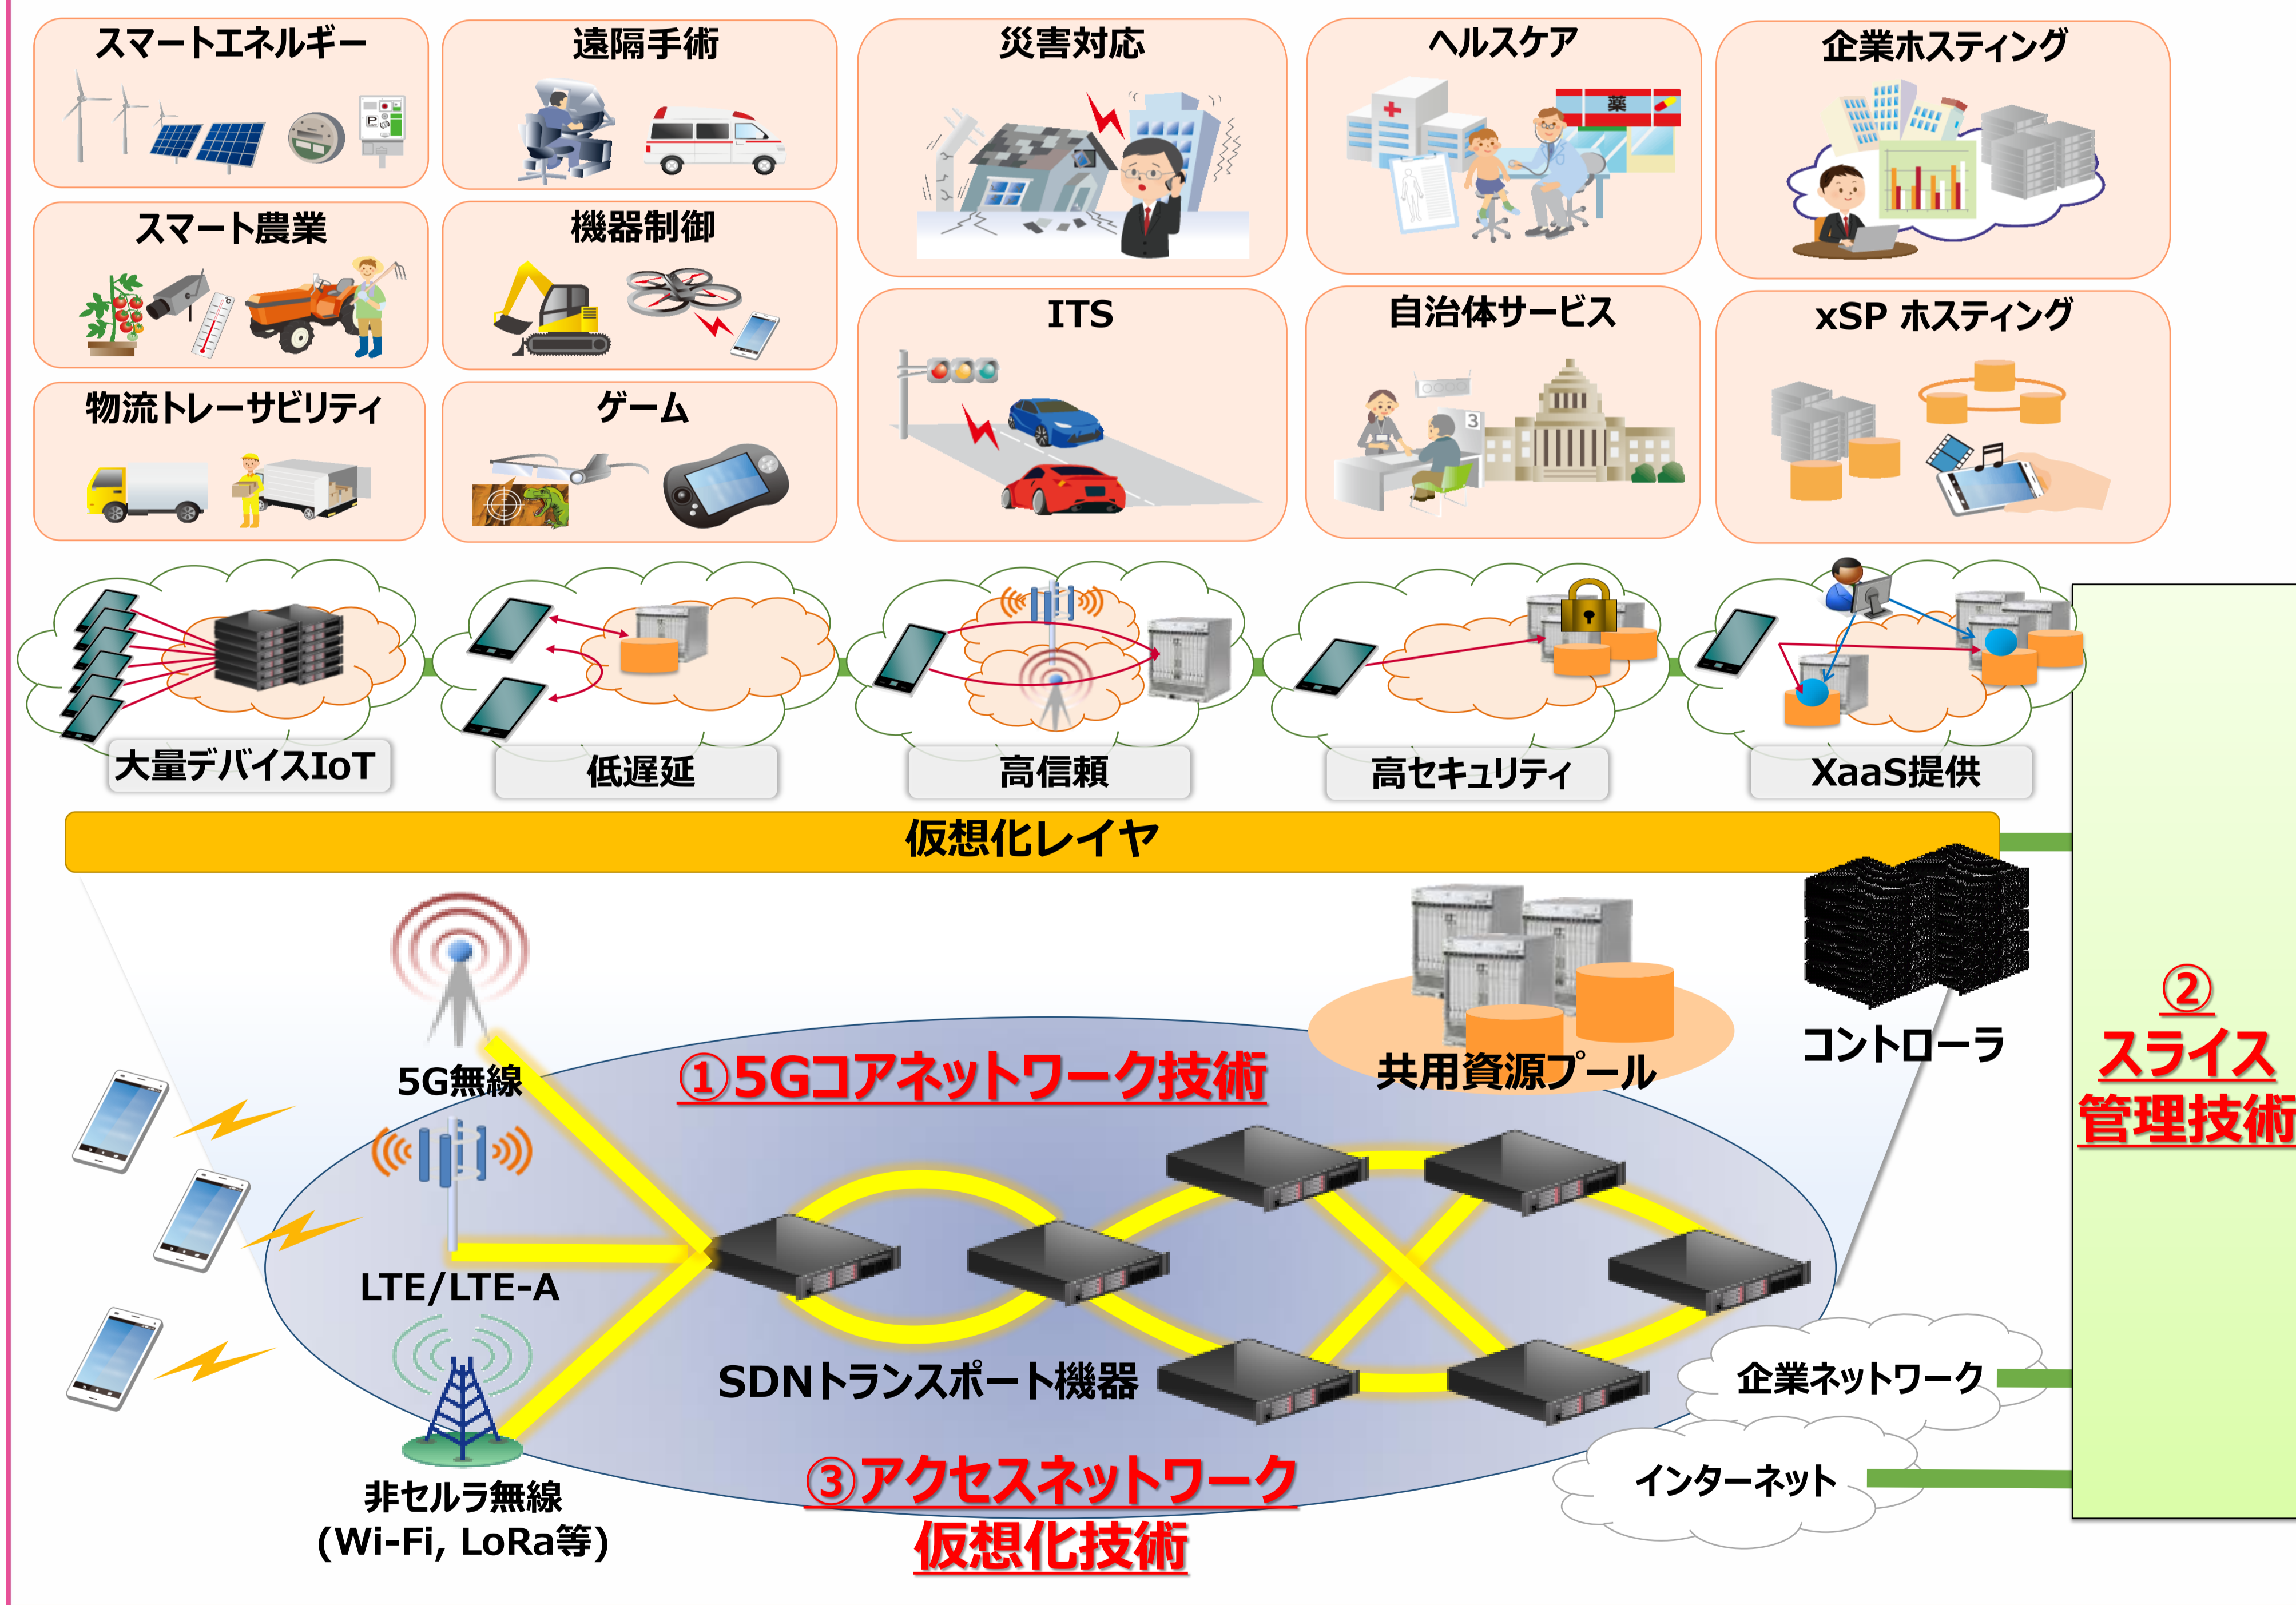 スマートエネルギー
遠隔手術
災害対応
ヘルスケア
薬
企業ホスティング
スマート農業
機器制御
ITS
自治体サービス
3
xSP ホスティング
物流トレーサビリティ
ゲーム
大量デバイスIoT
低遅延
高信頼
高セキュリティ
XaaS提供
仮想化レイヤ
5G無線
①5Gコアネットワーク技術
共用資源プール
コントローラ
②
スライス
管理技術
LTE/LTE-A
SDNトランスポート機器
企業ネットワーク
インターネット
③アクセスネットワーク
仮想化技術
非セルラ無線
(Wi-Fi, LoRa等)